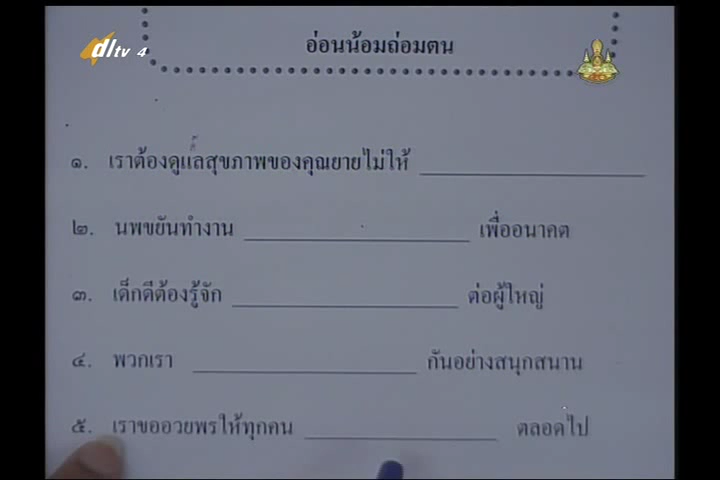 dltv 4
อ่อนน้อมถ่อมตน
๑. เราต้องดูแลสุขภาพของคุณยายไม่ให้
๒. นพขยันทำงาน เพื่ออนาคต
๓. เด็กดีต้องรู้จัก ต่อผู้ใหญ่
๔. พวกเรา กันอย่างสนุกสนาน
๕. เราขออวยพรให้ทุกคน ตลอดไป